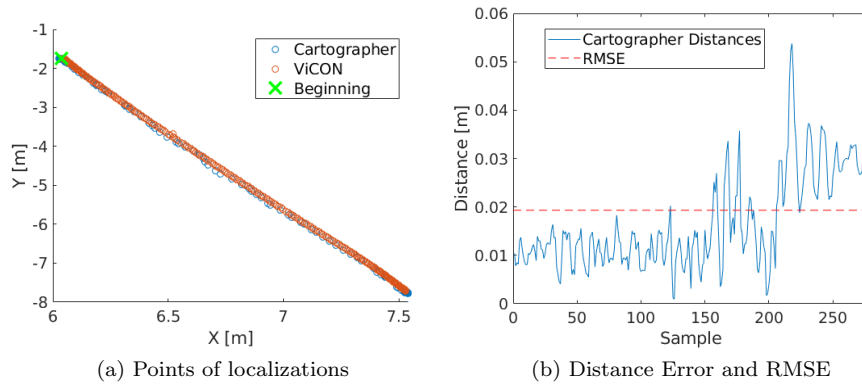 -1
-2
-3
-4
-5
-6
-7
-8
Y [m]
6
6.5
7
7.5
X [m]
Cartographer
ViCON
Beginning
(a) Points of localizations
0.06
0.05
0.04
0.03
0.02
0.01
0
Distance [m]
0
50
100
150
200
250
Sample
Cartographer Distances
RMSE
(b) Distance Error and RMSE